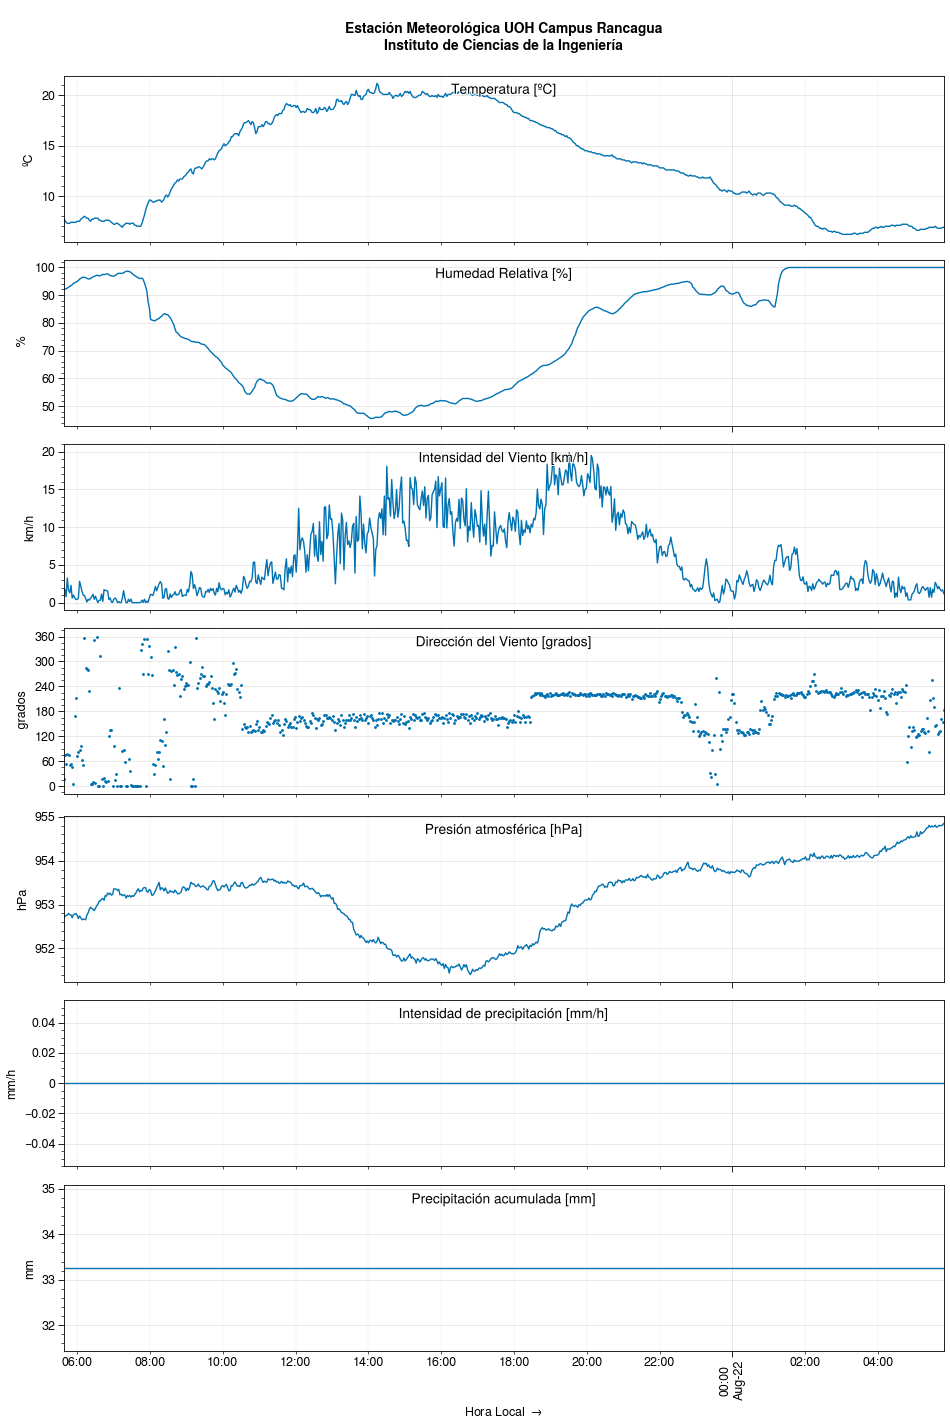 Estación Meteorológica UOH Campus Rancagua
Instituto de Ciencias de la Ingeniería
Temperatura [ºC]
ºC
20
15
10
Humedad Relativa [%]
%
100
90
80
70
60
50
Intensidad del Viento [km/h]
km/h
20
15
10
5
0
Dirección del Viento [grados]
grados
360
300
240
180
120
60
0
Presión atmosférica [hPa]
hPa
955
954
953
952
Intensidad de precipitación [mm/h]
mm/h
0.04
0.02
0
−0.02
−0.04
Precipitación acumulada [mm]
mm
35
34
33
32
06:00 08:00 10:00 12:00 14:00 16:00 18:00 20:00 22:00 00:00 02:00 04:00
Aug-22
Hora Local →